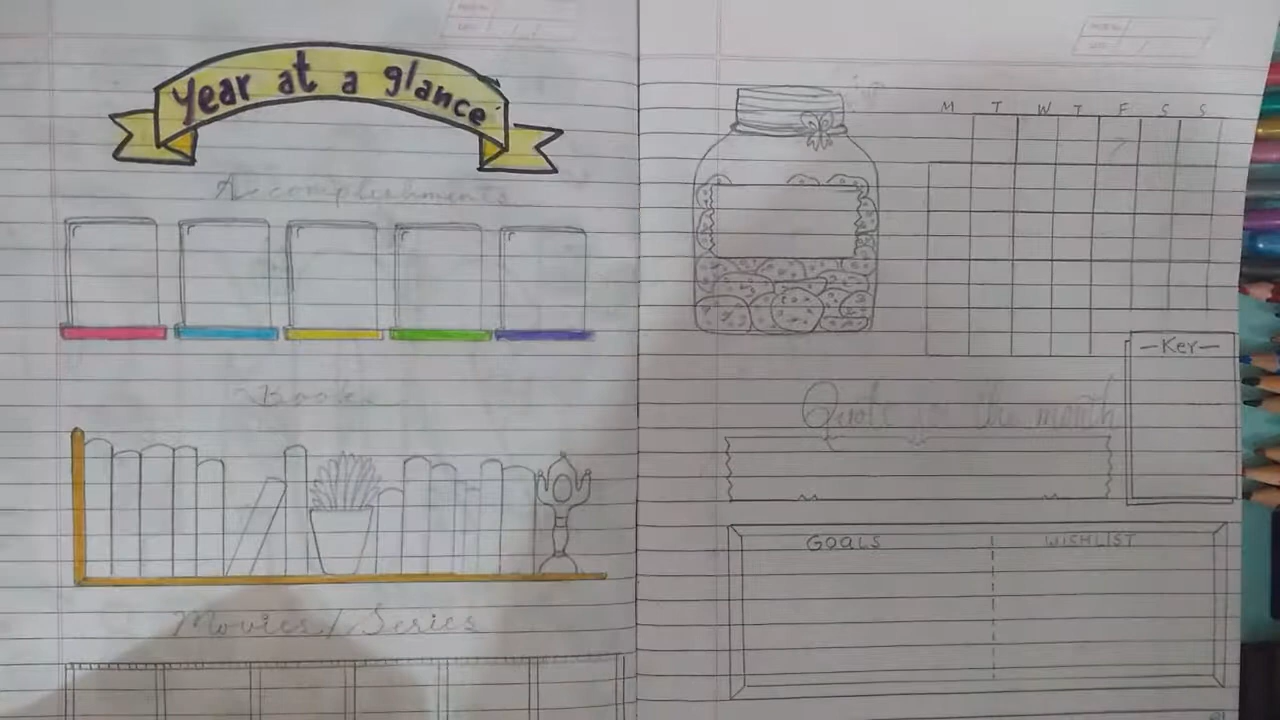 Year at a glance
Accomplishments
Books
Movies/Series
M T W T F S S
-Key-
Quote for the month
GOALS
WISHLIST